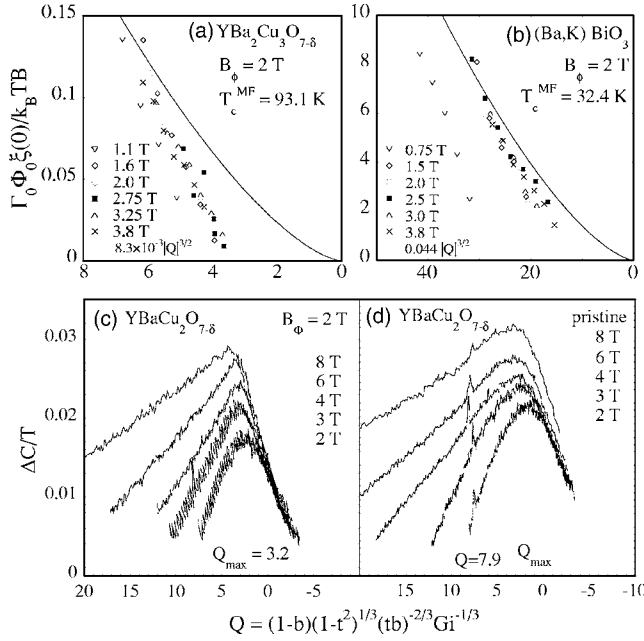 (a) YBa2Cu3O7-δ
BΦ = 2 T
TcMF = 93.1 K
0.15
0.1
0.05
0
Γ0Φ0ξ(0)/kBTB
1.1 T
1.6 T
2.0 T
2.75 T
3.25 T
3.8 T
8.3×10-3|Q|3/2
8 6 4 2 0
(b) (Ba,K) BiO3
BΦ = 2 T
TcMF = 32.4 K
10
8
6
4
2
0
0.75 T
1.5 T
2.0 T
2.5 T
3.0 T
3.8 T
0.044 |Q|3/2
40 20 0
(c) YBaCu2O7-δ
BΦ = 2 T
8 T
6 T
4 T
3 T
2 T
Qmax = 3.2
0.03
0.02
0.01
0
ΔC/T
20 15 10 5 0 -5
(d) YBaCu2O7-δ
pristine
8 T
6 T
4 T
3 T
2 T
Q=7.9 Qmax
20 15 10 5 0 -5 -10
Q = (1-b)(1-t2)1/3(tb)-2/3Gi-1/3